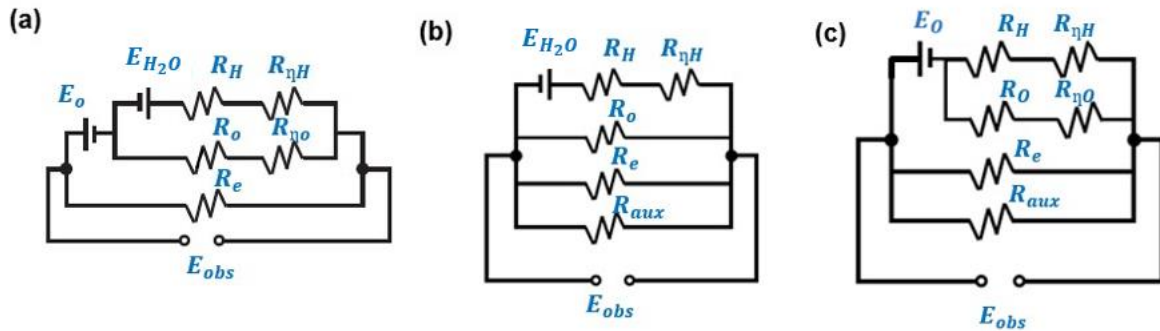 (a)
E_{H_2O} R_H R_{ηH}
E_o
R_o R_{ηo}
R_e
E_{obs}
(b)
E_{H_2O} R_H R_{ηH}
R_o
R_e
R_{aux}
E_{obs}
(c)
E_O R_H R_{ηH}
R_O R_{ηO}
R_e
R_{aux}
E_{obs}